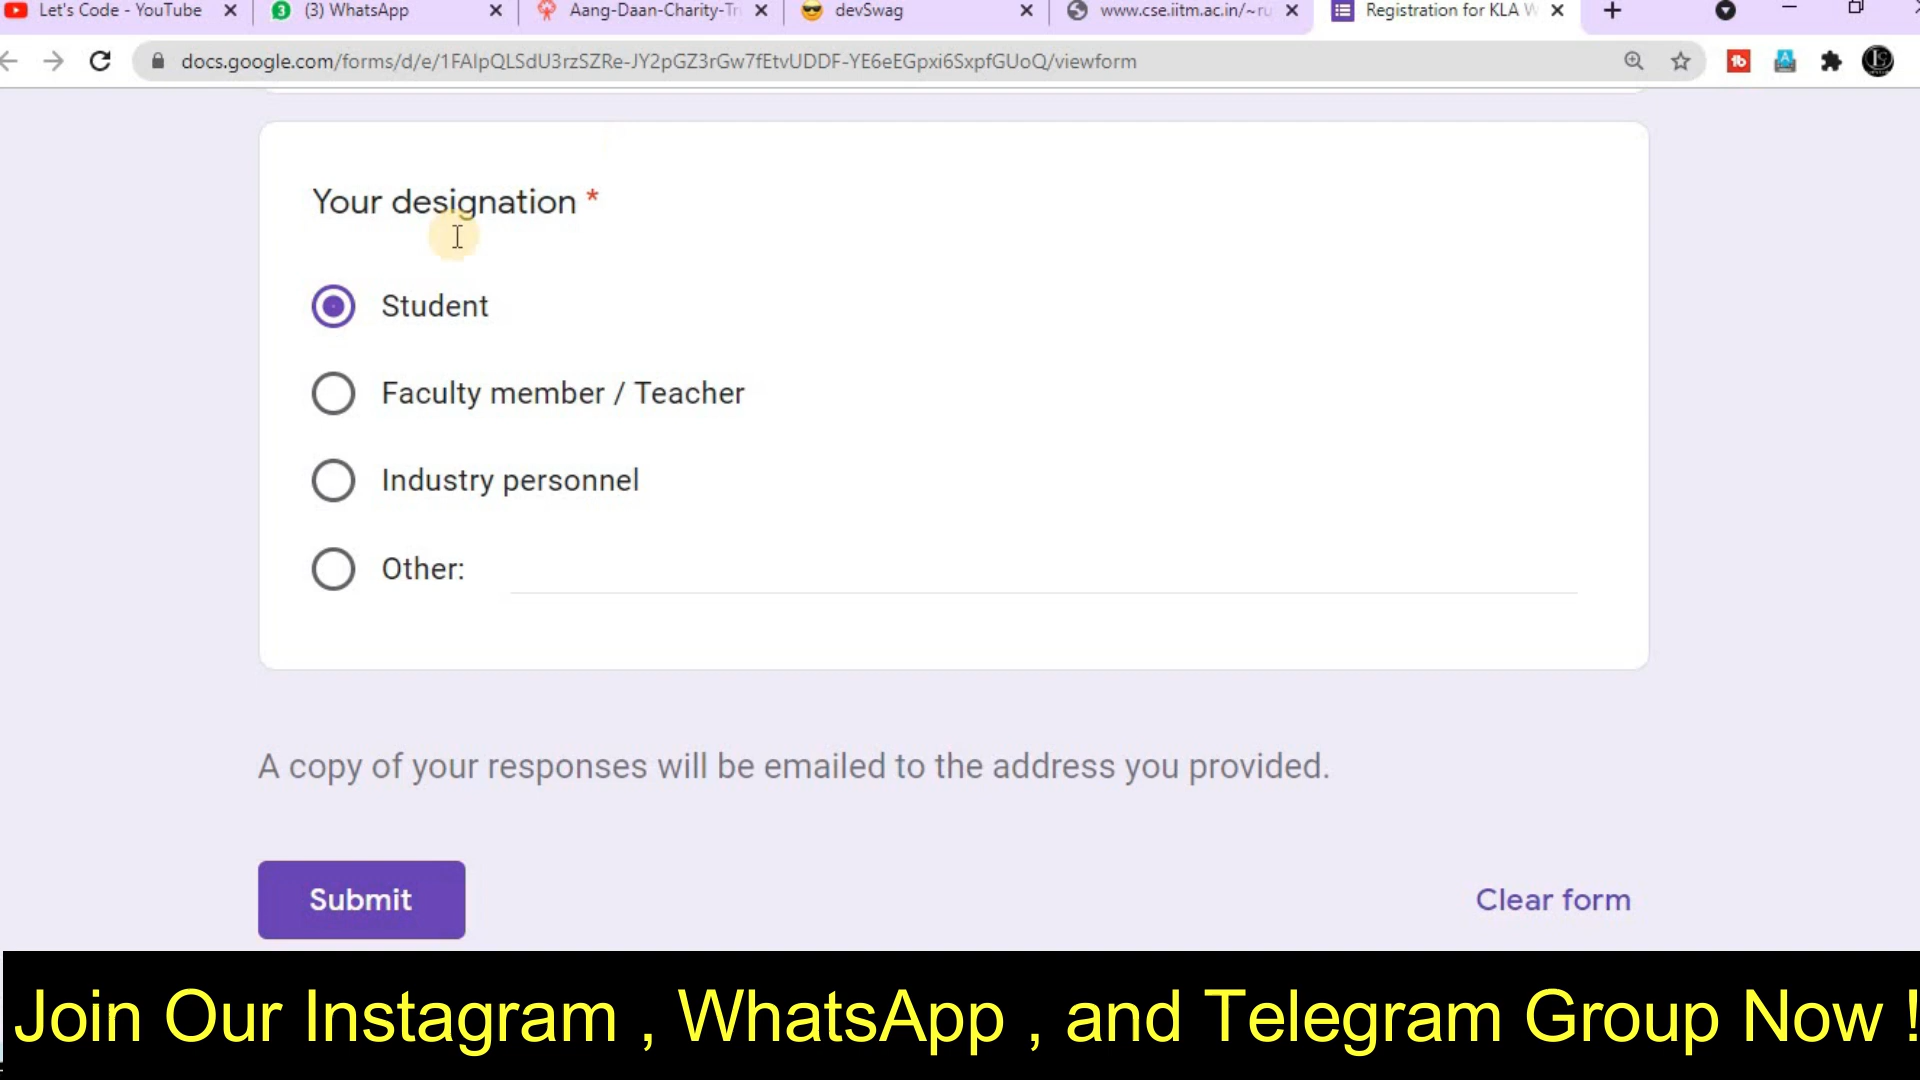 Let's Code - YouTube
3 (3) WhatsApp
Aang-Daan-Charity-Tr
devSwag
www.cse.iitm.ac.in/~ru
Registration for KLA W
docs.google.com/forms/d/e/1FAIpQLSdU3rzSZRe-JY2pGZ3rGw7fEtvUDDF-YE6eEGpxi6SxpfGUoQ/viewform
Your designation *
Student
Faculty member / Teacher
Industry personnel
Other:
A copy of your responses will be emailed to the address you provided.
Submit
Clear form
Join Our Instagram , WhatsApp , and Telegram Group Now !